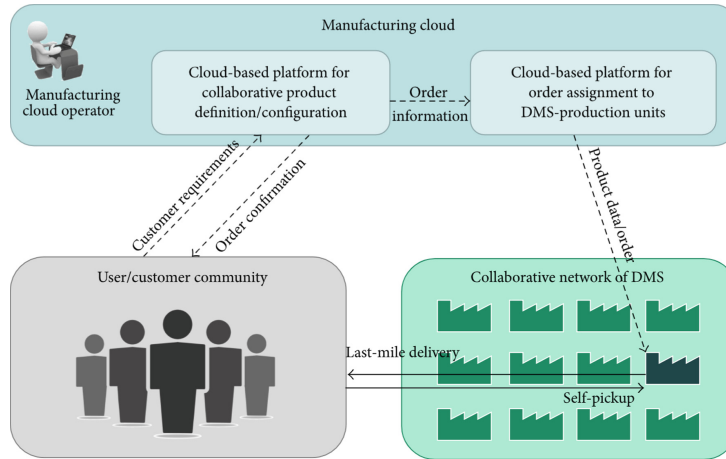 Manufacturing cloud
Manufacturing
cloud operator
Cloud-based platform for
collaborative product
definition/configuration
Order
information
Cloud-based platform for
order assignment to
DMS-production units
Customer requirements
Order confirmation
Product data/order
User/customer community
Collaborative network of DMS
Last-mile delivery
Self-pickup